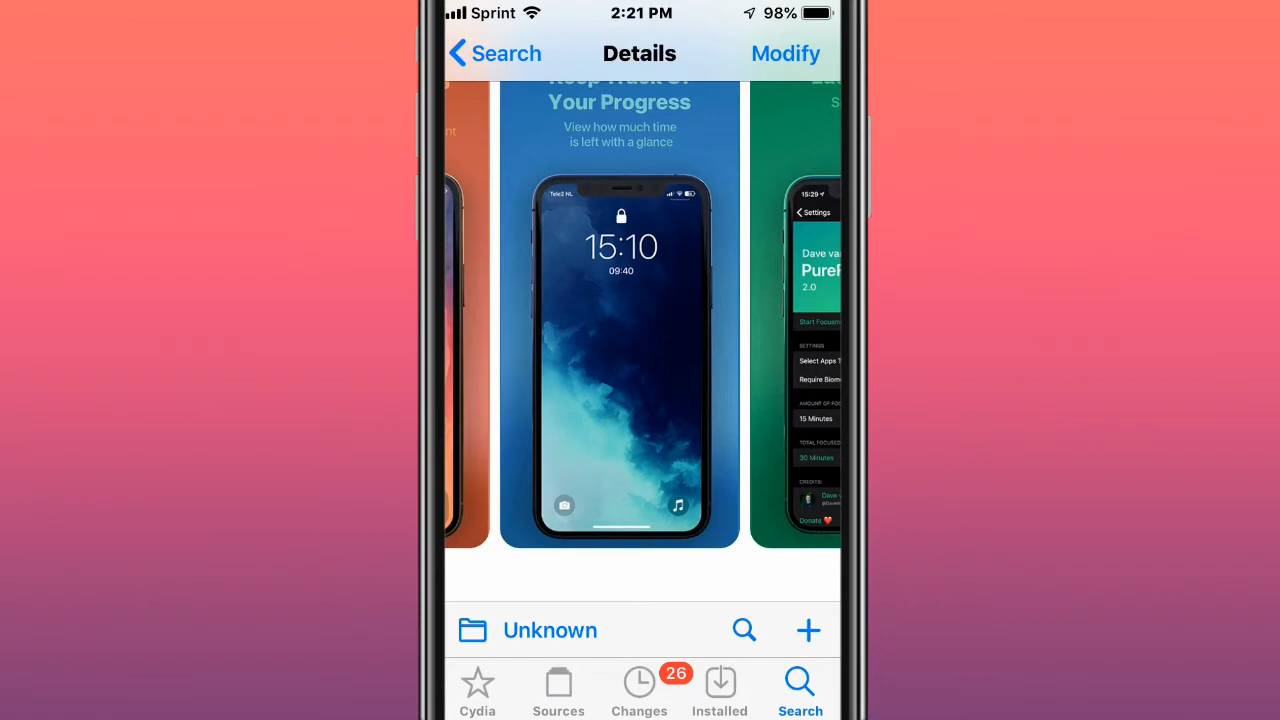 Sprint 2:21 PM 98%
Search Details Modify
Your Progress
View how much time
is left with a glance
nt
Tele2 NL
15:10
09:40
15:29
Settings
Dave va
2.0
Start Focusm
SETTINGS
Select Apps T
Require Biom
15 Minutes
TOTAL FOCUSED
30 Minutes
CREDITS:
Dave v
Donate ❤️
Unknown
26
Cydia Sources Changes Installed Search